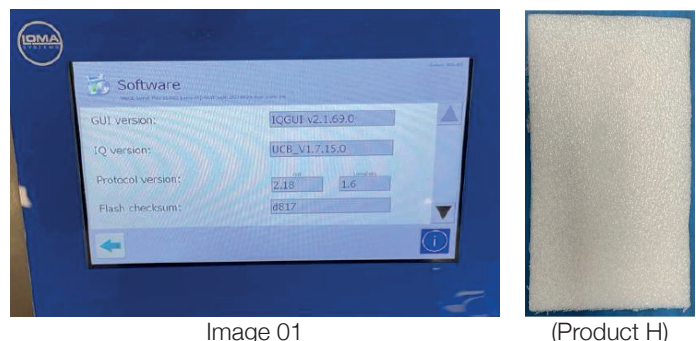 LOMA
SYSTEMS
Software
GUI version:
IQGUI v2.1.69.0
IQ version:
UCB_V1.7.15.0
Protocol version:
2.18
1.6
Flash checksum:
d817
i
Image 01
(Product H)